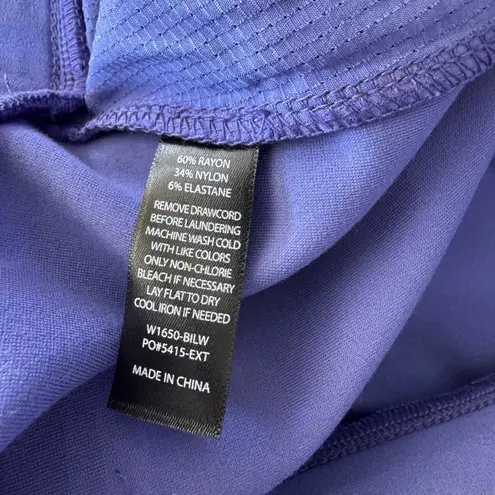 60% RAYON
34% NYLON
6% ELASTANE
REMOVE DRAWCORD
BEFORE LAUNDERING
MACHINE WASH COLD
WITH LIKE COLORS
ONLY NON-CHLORIE
BLEACH IF NECESSARY
LAY FLAT TO DRY
COOL IRON IF NEEDED
W1650-BILW
PO#5415-EXT
MADE IN CHINA